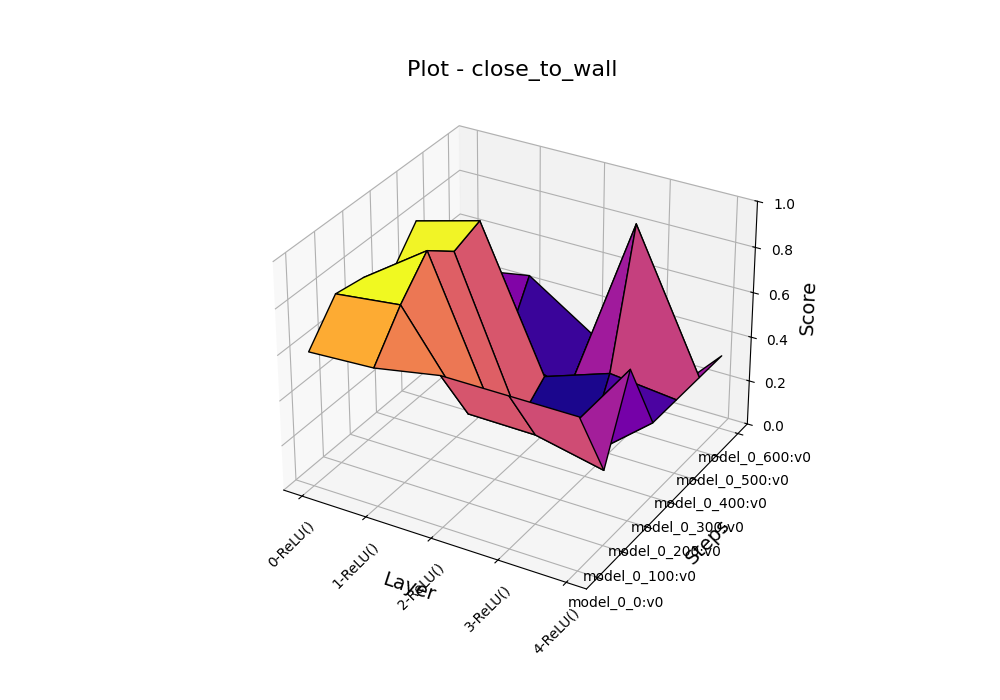 Plot - close_to_wall
1.0
0.8
0.6
0.4
0.2
0.0
Score
model_0_600:v0
model_0_500:v0
model_0_400:v0
model_0_300:v0
model_0_200:v0
model_0_100:v0
model_0_0:v0
Steps
0-ReLU()
1-ReLU()
2-ReLU()
3-ReLU()
4-ReLU()
Layer